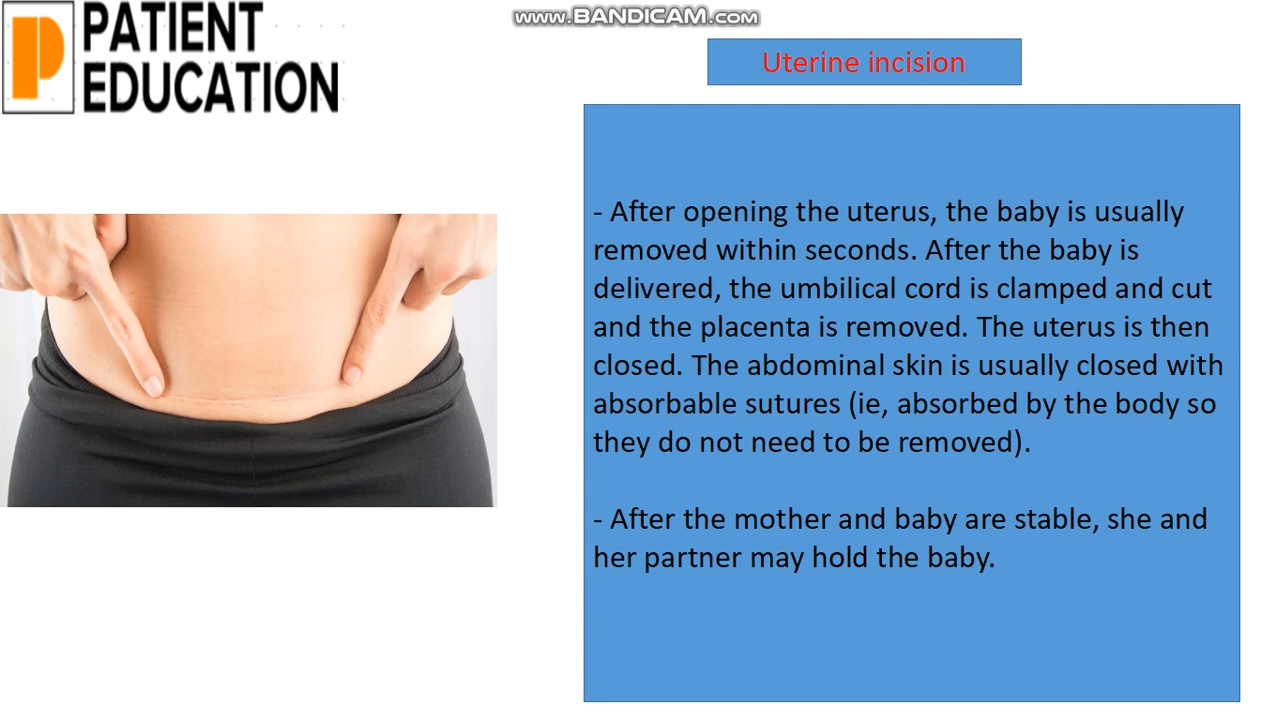 PATIENT
EDUCATION
www.BANDICAM.com
Uterine incision
- After opening the uterus, the baby is usually
removed within seconds. After the baby is
delivered, the umbilical cord is clamped and cut
and the placenta is removed. The uterus is then
closed. The abdominal skin is usually closed with
absorbable sutures (ie, absorbed by the body so
they do not need to be removed).
- After the mother and baby are stable, she and
her partner may hold the baby.